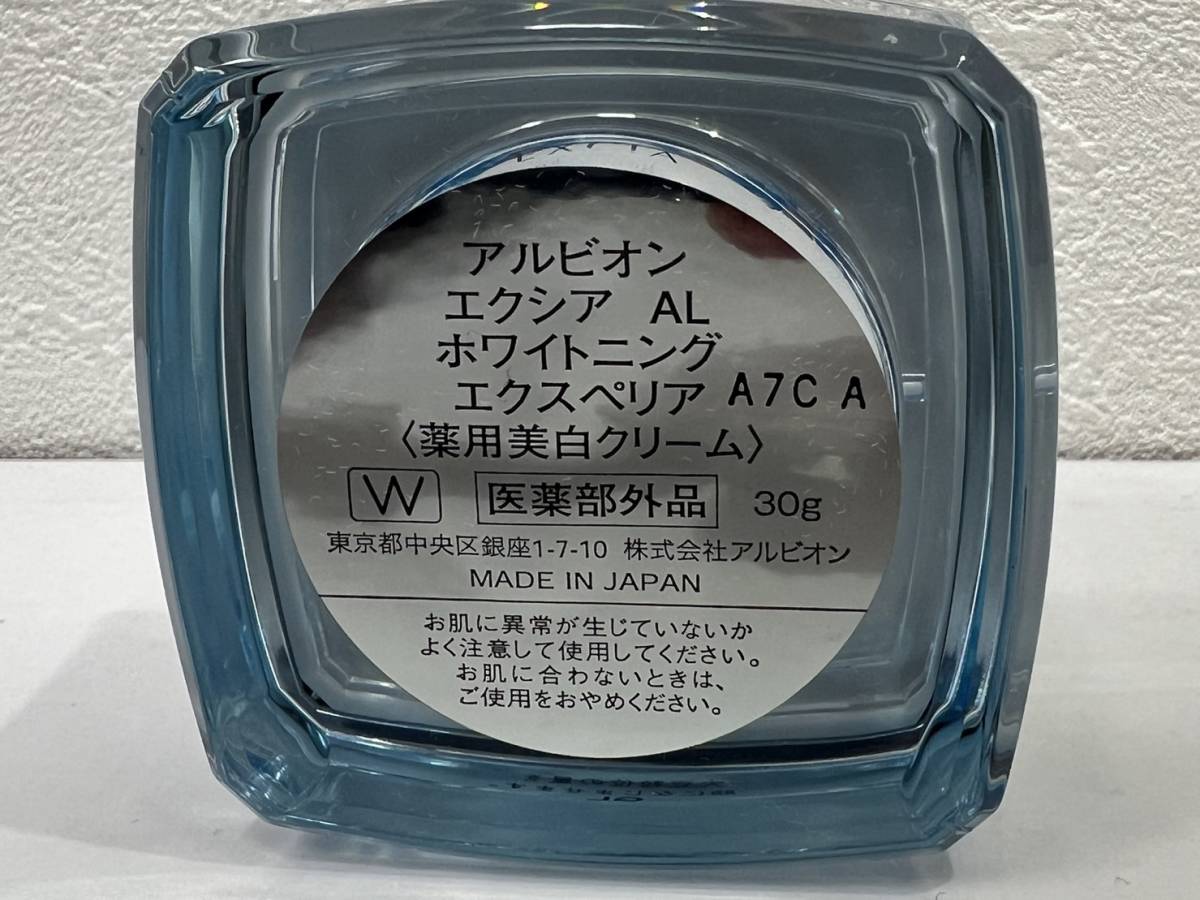 アルビオン
エクシア AL
ホワイトニング
エクスペリア A7C A
〈薬用美白クリーム〉
W 医薬部外品 30g
東京都中央区銀座1-7-10 株式会社アルビオン
MADE IN JAPAN
お肌に異常が生じていないか
よく注意して使用してください。
お肌に合わないときは、
ご使用をおやめください。